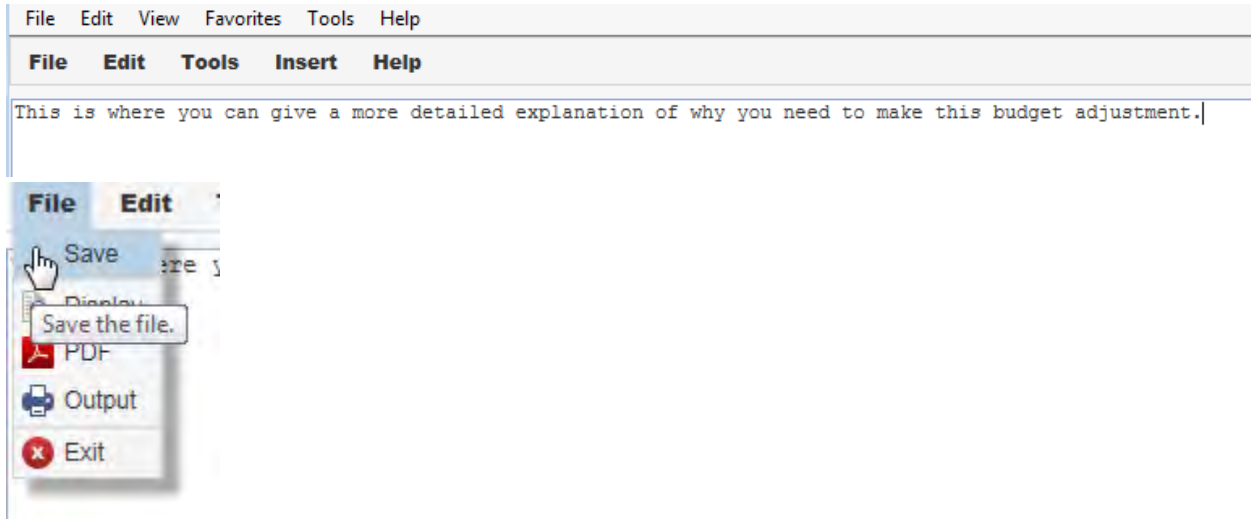 File Edit View Favorites Tools Help
File Edit Tools Insert Help
This is where you can give a more detailed explanation of why you need to make this budget adjustment.
File Edit
Save
Display
Save the file.
PDF
Output
Exit